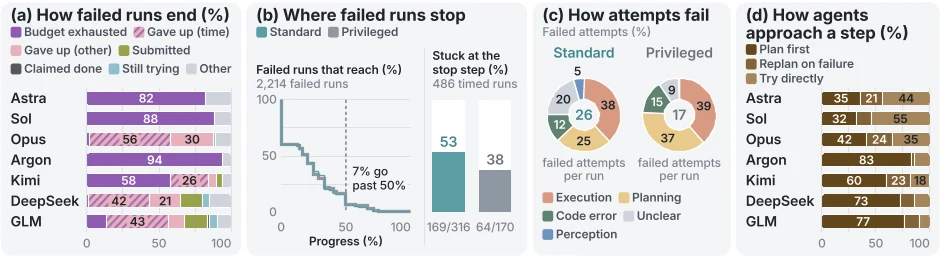 (a) How failed runs end (%)
Budget exhausted Gave up (time)
Gave up (other) Submitted
Claimed done Still trying Other
Astra 82
Sol 88
Opus 56 30
Argon 94
Kimi 58 26
DeepSeek 42 21
GLM 43
0 50 100
(b) Where failed runs stop
Standard Privileged
Failed runs that reach (%)
2,214 failed runs
100
50
0
7% go
past 50%
0 50 100
Progress (%)
Stuck at the
stop step (%)
486 timed runs
53 38
169/316 64/170
(c) How attempts fail
Failed attempts (%)
Standard Privileged
5
20 38
12 25
26
9
15 39
37
17
failed attempts
per run
failed attempts
per run
Execution Planning
Code error Unclear
Perception
(d) How agents
approach a step (%)
Plan first
Replan on failure
Try directly
Astra 35 21 44
Sol 32 55
Opus 42 24 35
Argon 83
Kimi 60 23 18
DeepSeek 73
GLM 77
0 50 100